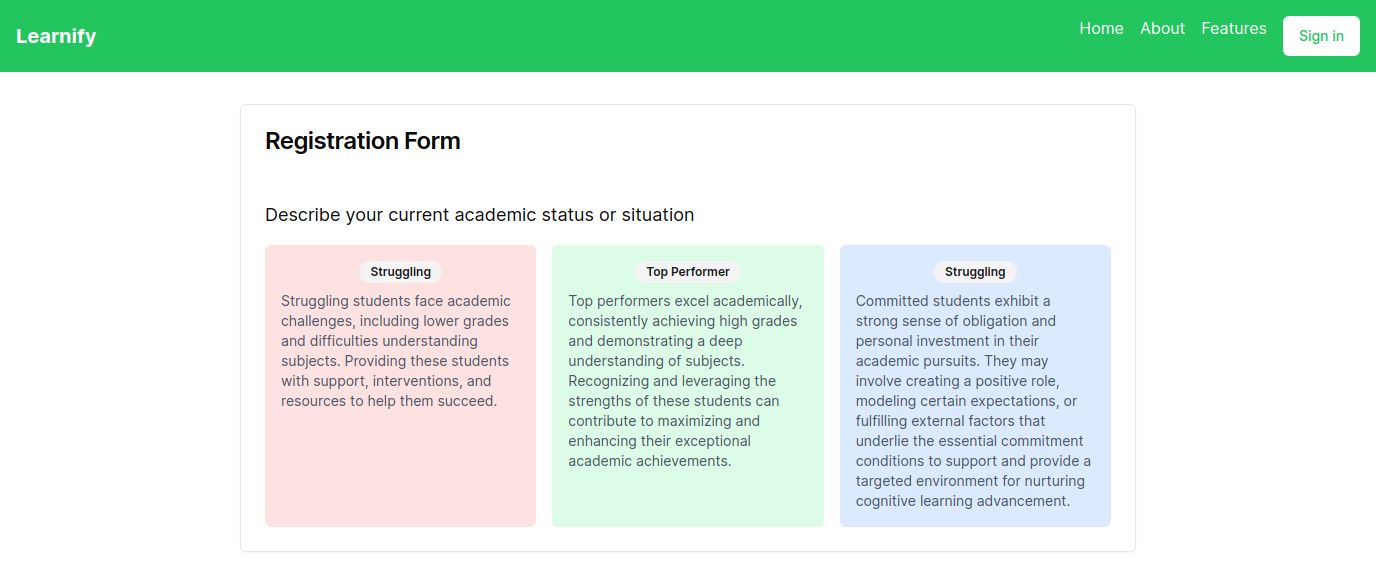 Learnify
Home About Features Sign in
Registration Form
Describe your current academic status or situation
Struggling
Struggling students face academic
challenges, including lower grades
and difficulties understanding
subjects. Providing these students
with support, interventions, and
resources to help them succeed.
Top Performer
Top performers excel academically,
consistently achieving high grades
and demonstrating a deep
understanding of subjects.
Recognizing and leveraging the
strengths of these students can
contribute to maximizing and
enhancing their exceptional
academic achievements.
Struggling
Committed students exhibit a
strong sense of obligation and
personal investment in their
academic pursuits. They may
involve creating a positive role,
modeling certain expectations, or
fulfilling external factors that
underlie the essential commitment
conditions to support and provide a
targeted environment for nurturing
cognitive learning advancement.